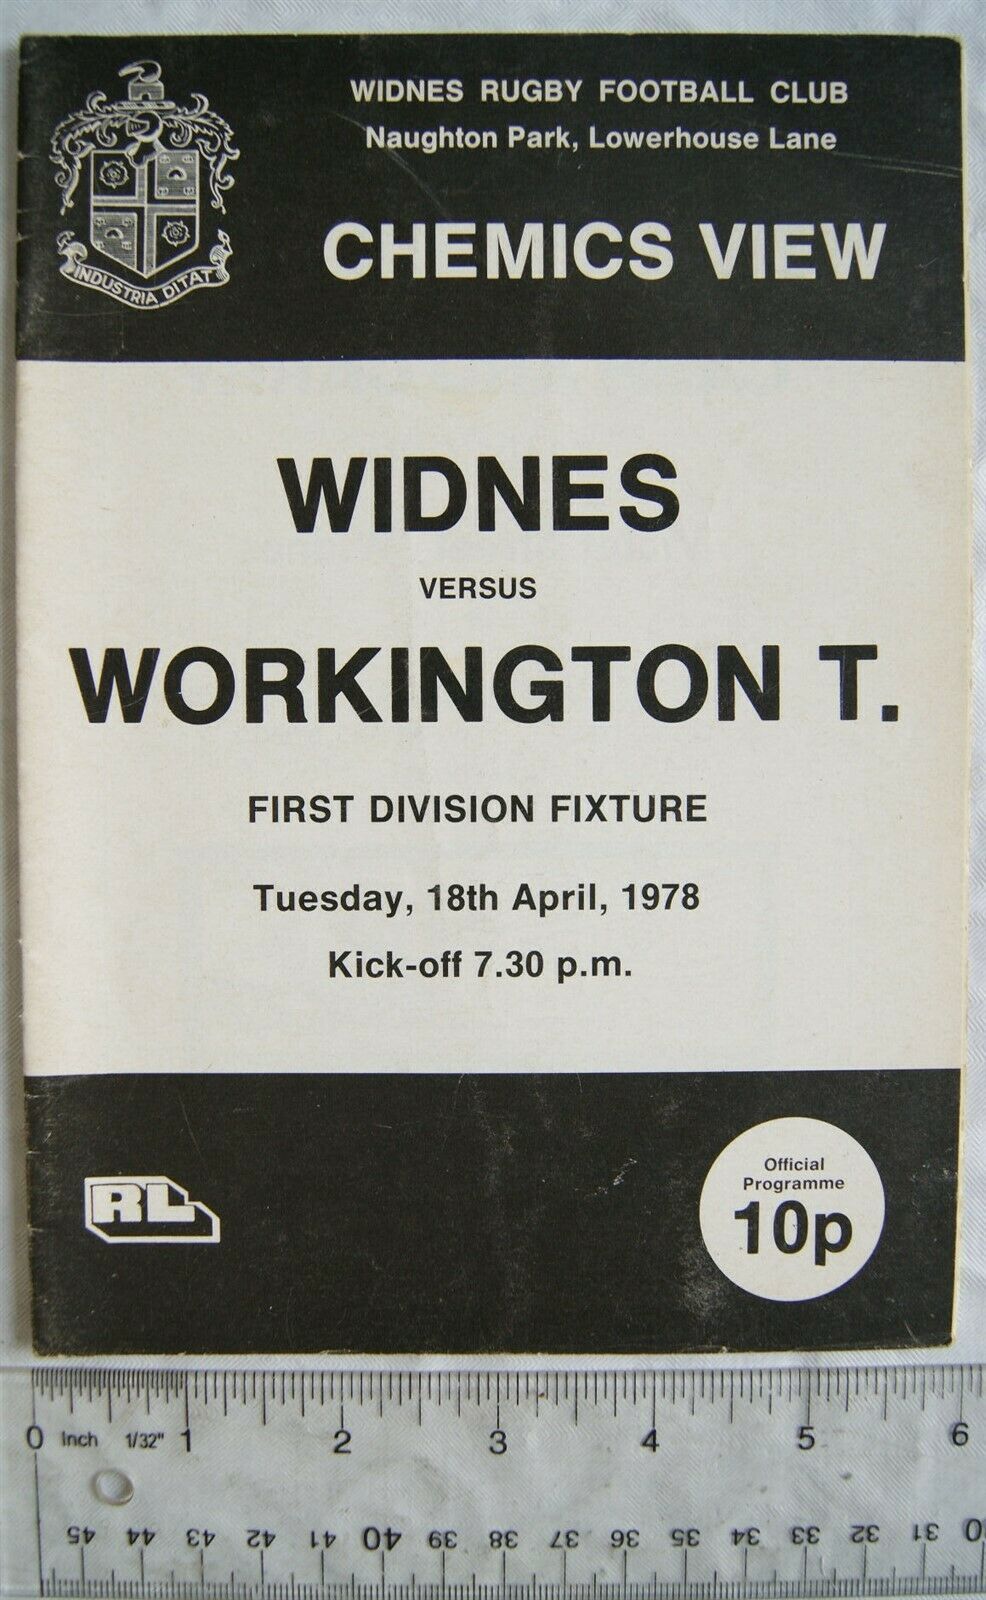 WIDNES RUGBY FOOTBALL CLUB
Naughton Park, Lowerhouse Lane
CHEMICS VIEW
INDUSTRIA DITAT
WIDNES
VERSUS
WORKINGTON T.
FIRST DIVISION FIXTURE
Tuesday, 18th April, 1978
Kick-off 7.30 p.m.
RL
Official
Programme
10p
0 Inch 1/32" 1 2 3 4 5 6
45 44 43 42 41 40 39 38 37 36 35 34 33 32 31 30